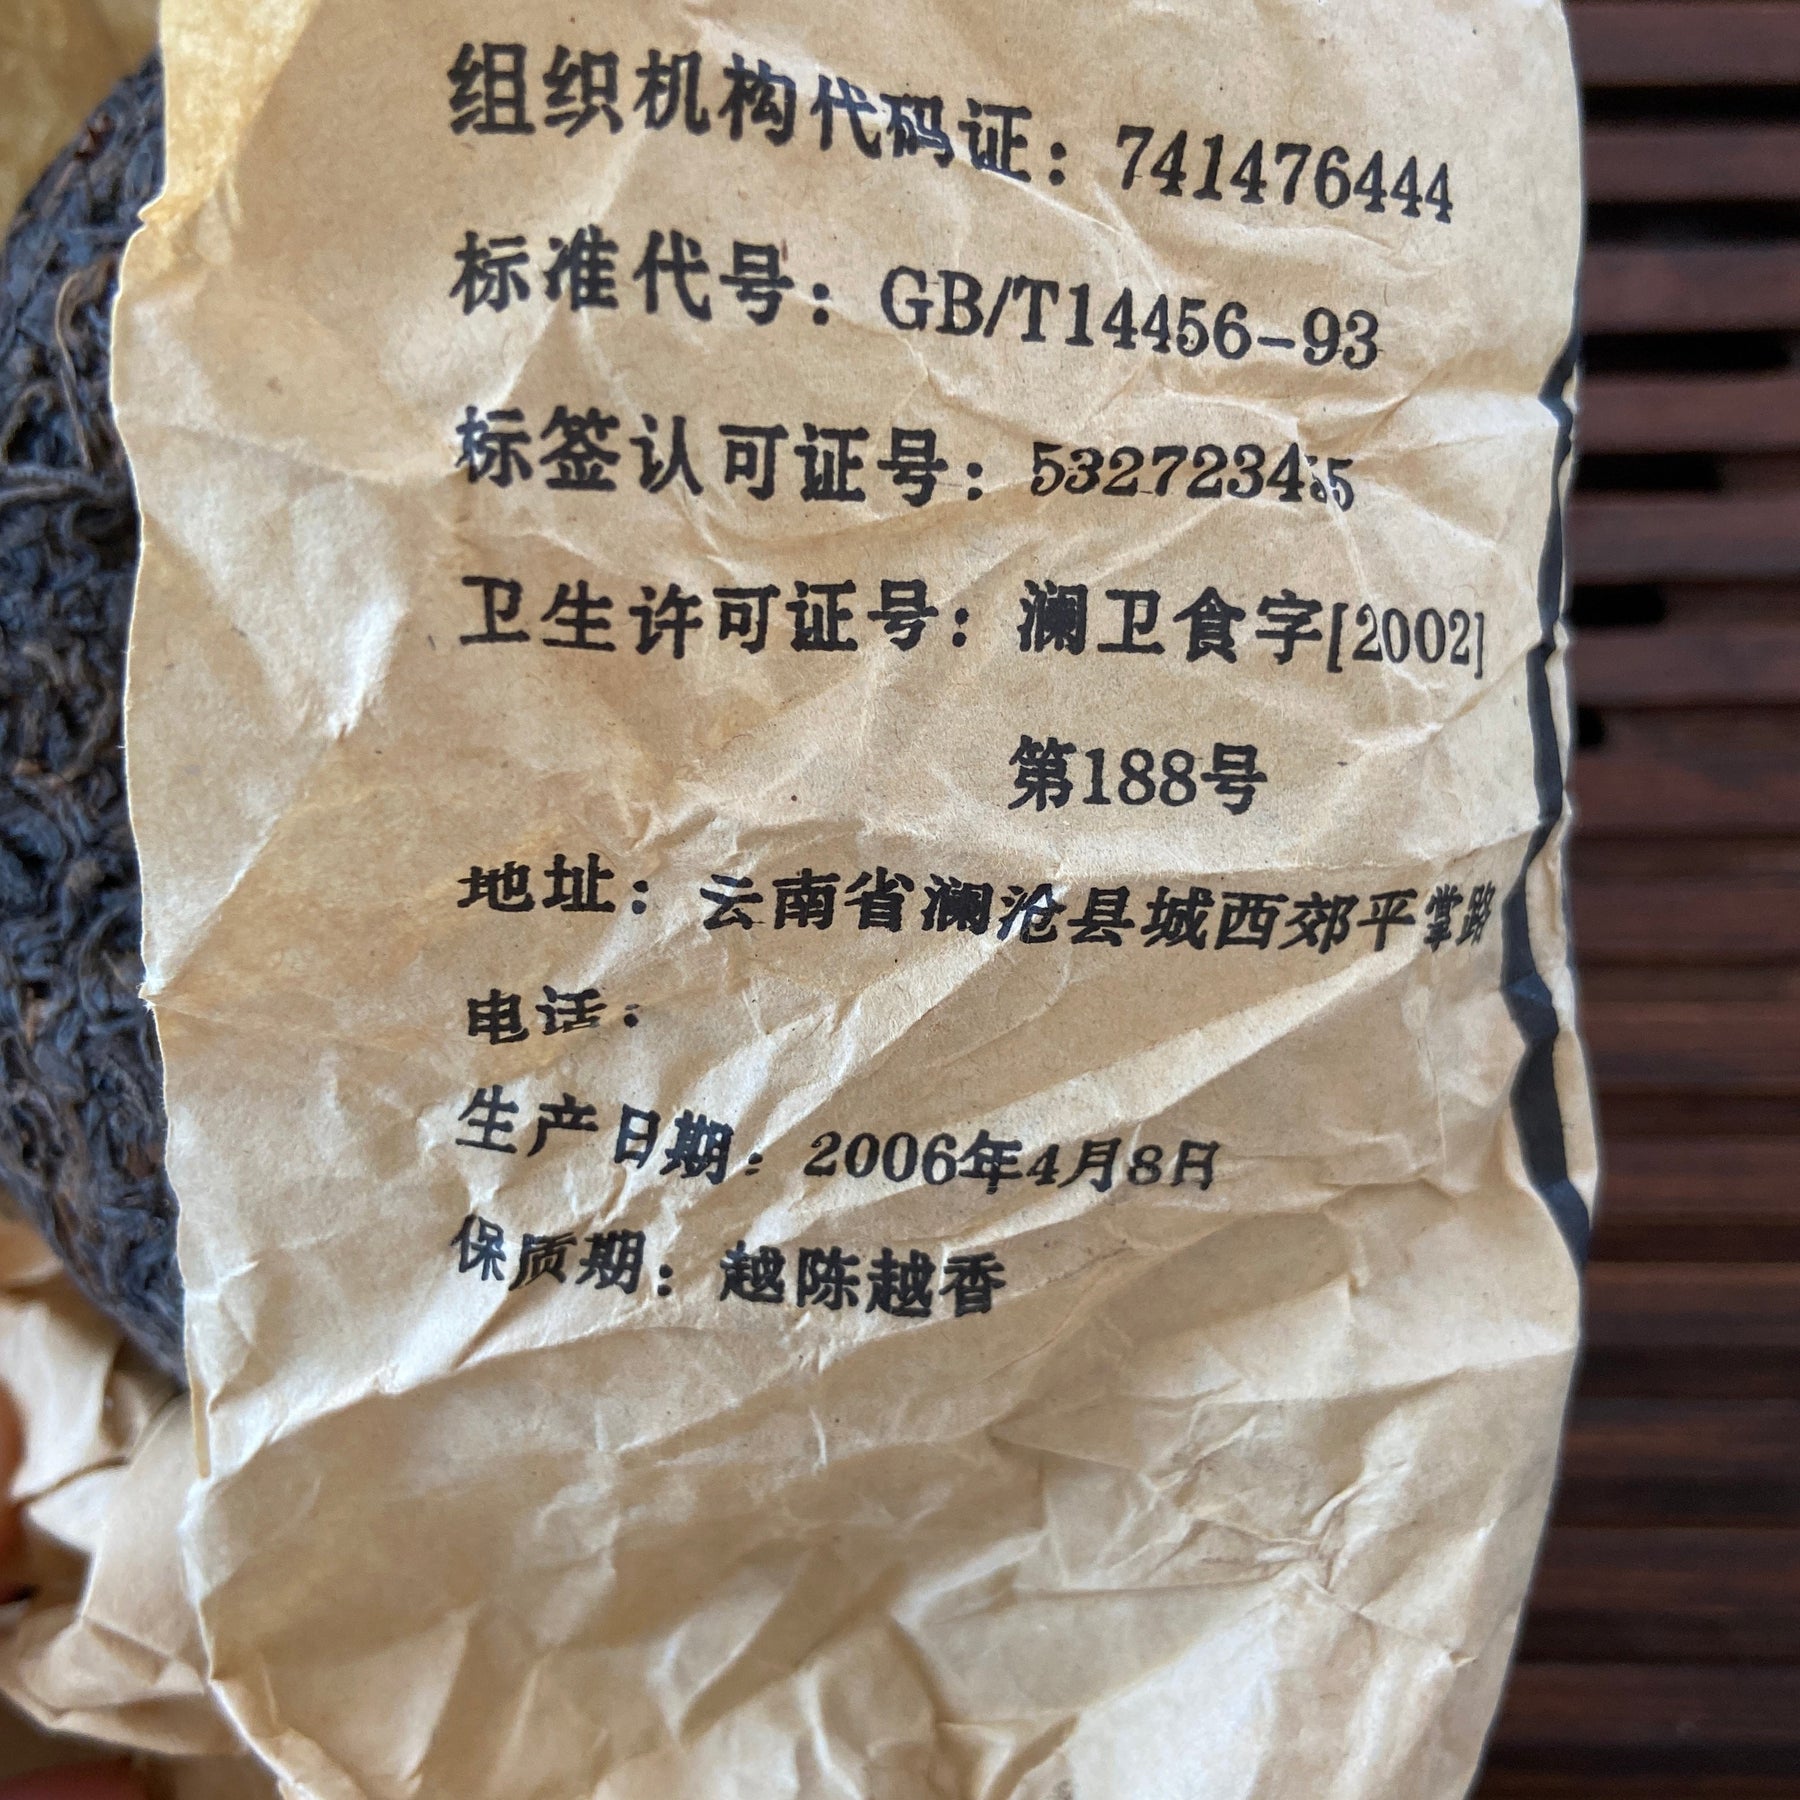 组织机构代码证：741476444
标准代号：GB/T14456-93
标签认可证号：532723455
卫生许可证号：澜卫食字[2002]
第188号
地址：云南省澜沧县城西郊平掌路
电话：
生产日期：2006年4月8日
保质期：越陈越香